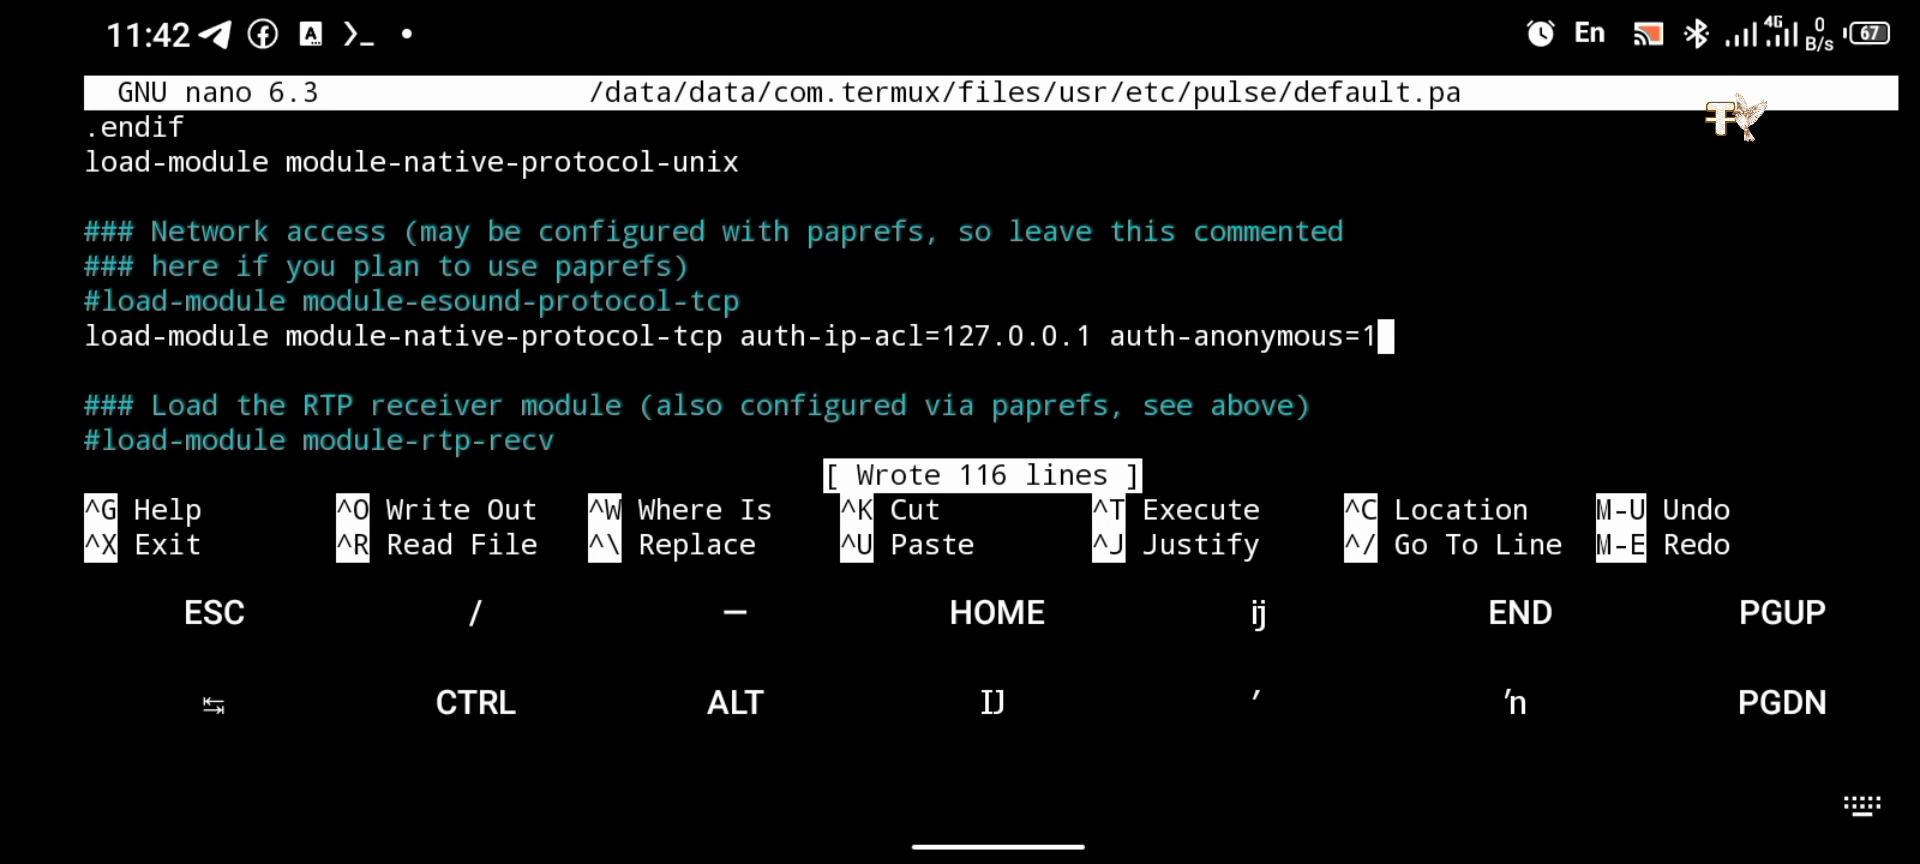 11:42 En 4G 0 B/s 67
GNU nano 6.3 /data/data/com.termux/files/usr/etc/pulse/default.pa
.endif
load-module module-native-protocol-unix
### Network access (may be configured with paprefs, so leave this commented
### here if you plan to use paprefs)
#load-module module-esound-protocol-tcp
load-module module-native-protocol-tcp auth-ip-acl=127.0.0.1 auth-anonymous=1
### Load the RTP receiver module (also configured via paprefs, see above)
#load-module module-rtp-recv
[ Wrote 116 lines ]
^G Help ^O Write Out ^W Where Is ^K Cut ^T Execute ^C Location M-U Undo
^X Exit ^R Read File ^\ Replace ^U Paste ^J Justify ^/ Go To Line M-E Redo
ESC / — HOME ĳ END PGUP
↹ CTRL ALT Ĳ ′ ŉ PGDN